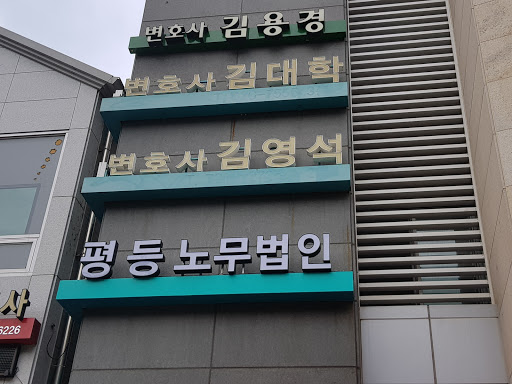 변호사 김용경
변호사 김대학
변호사 김영석
평등노무법인
사
6226